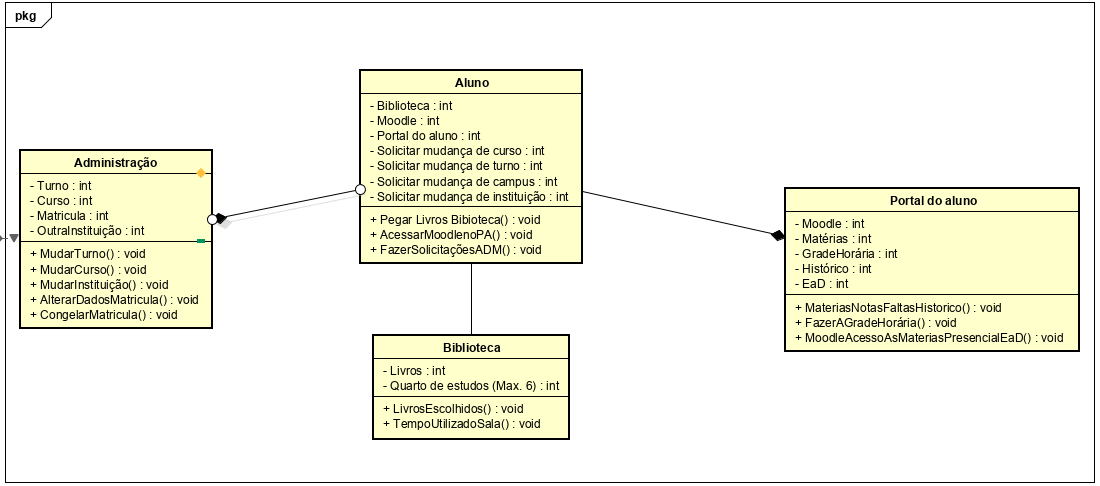 pkg
Aluno
- Biblioteca : int
- Moodle : int
- Portal do aluno : int
- Solicitar mudança de curso : int
- Solicitar mudança de turno : int
- Solicitar mudança de campus : int
- Solicitar mudança de instituição : int
+ Pegar Livros Bibioteca() : void
+ AcessarMoodlenoPA() : void
+ FazerSolicitaçõesADM() : void
Administração
- Turno : int
- Curso : int
- Matricula : int
- OutraInstituição : int
+ MudarTurno() : void
+ MudarCurso() : void
+ MudarInstituição() : void
+ AlterarDadosMatricula() : void
+ CongelarMatricula() : void
Portal do aluno
- Moodle : int
- Matérias : int
- GradeHorária : int
- Histórico : int
- EaD : int
+ MateriasNotasFaltasHistorico() : void
+ FazerAGradeHorária() : void
+ MoodleAcessoAsMateriasPresencialEaD() : void
Biblioteca
- Livros : int
- Quarto de estudos (Max. 6) : int
+ LivrosEscolhidos() : void
+ TempoUtilizadoSala() : void